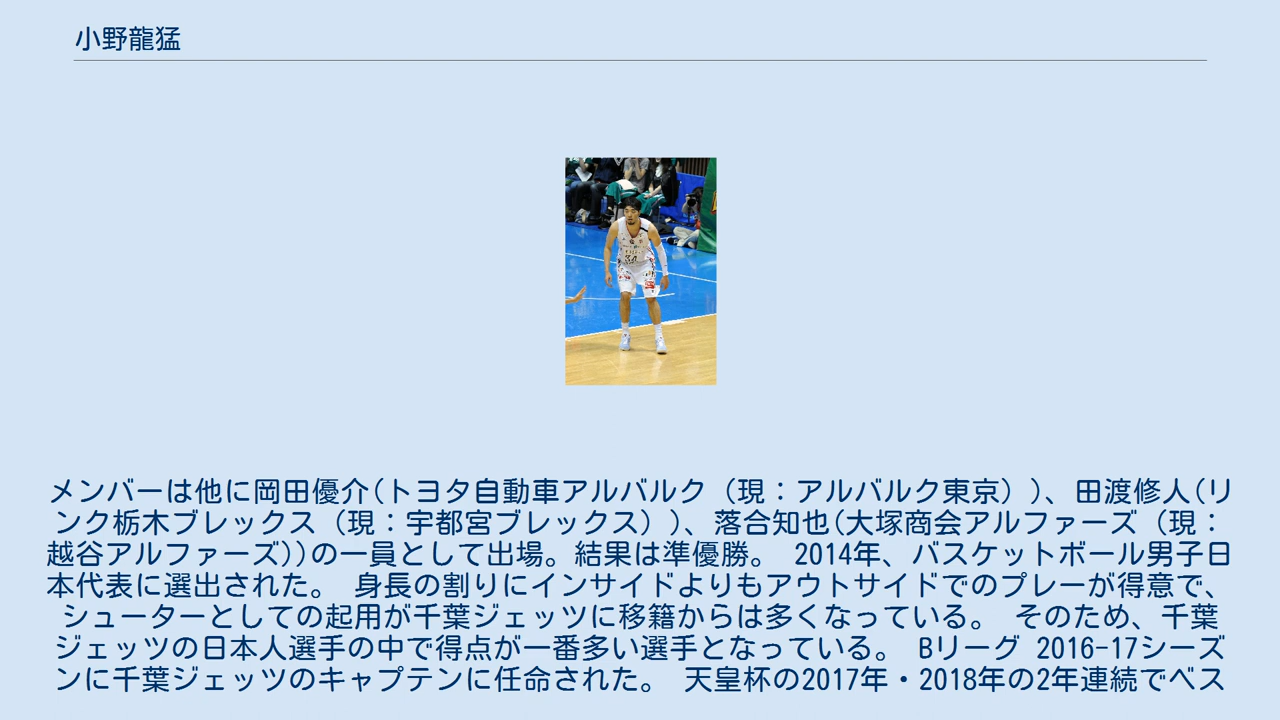 小野龍猛
メンバーは他に岡田優介(トヨタ自動車アルバルク（現：アルバルク東京）)、田渡修人(リ
ンク栃木ブレックス（現：宇都宮ブレックス）)、落合知也(大塚商会アルファーズ（現：
越谷アルファーズ))の一員として出場。結果は準優勝。 2014年、バスケットボール男子日
本代表に選出された。 身長の割りにインサイドよりもアウトサイドでのプレーが得意で、
シューターとしての起用が千葉ジェッツに移籍からは多くなっている。 そのため、千葉
ジェッツの日本人選手の中で得点が一番多い選手となっている。 Bリーグ 2016-17シーズ
ンに千葉ジェッツのキャプテンに任命された。 天皇杯の2017年・2018年の2年連続でベス